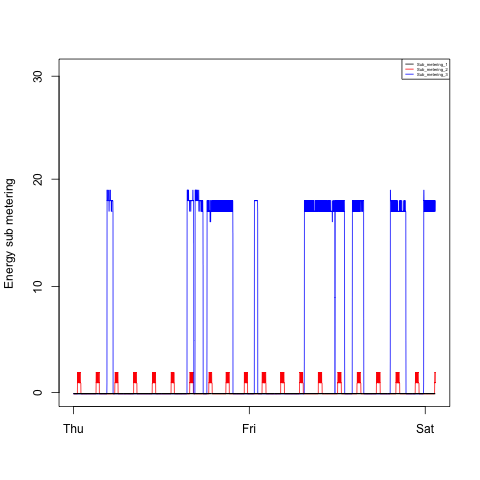 Sub_metering_1
Sub_metering_2
Sub_metering_3
Energy sub metering
30
20
10
0
Thu Fri Sat